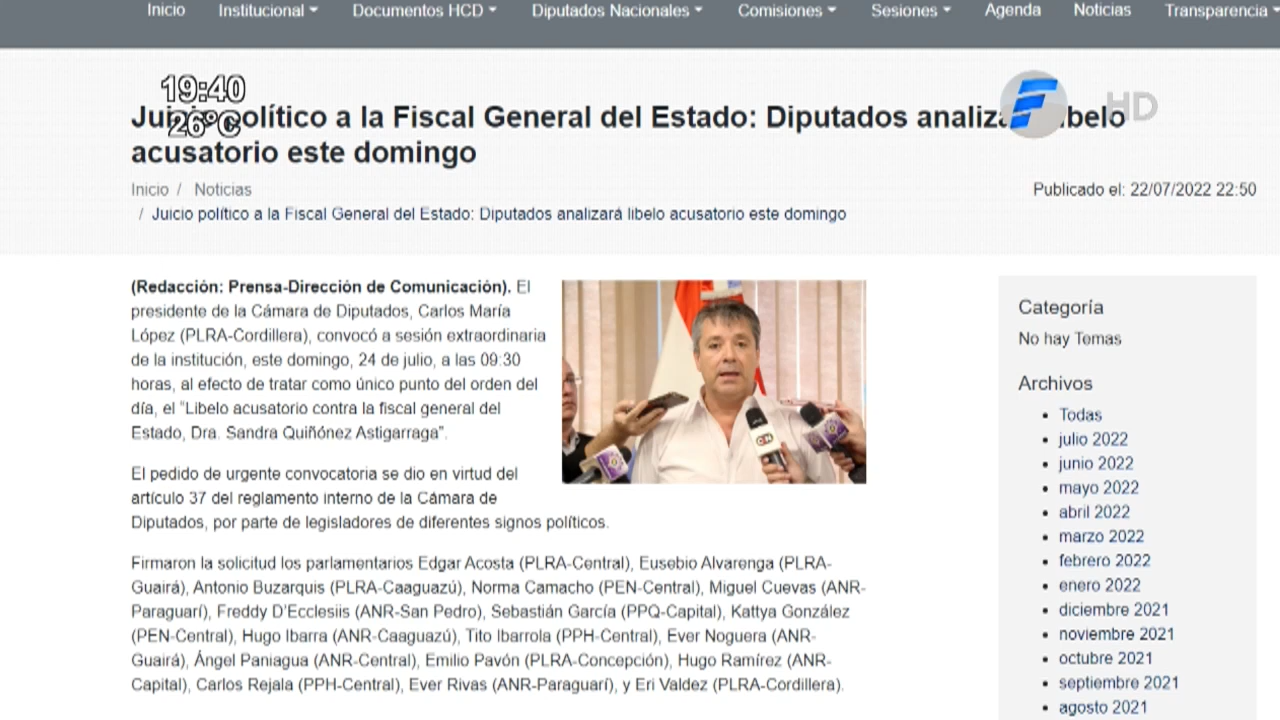 Inicio Institucional Documentos HCD Diputados Nacionales Comisiones Sesiones Agenda Noticias Transparencia
19:40
26°C
HD
Juicio político a la Fiscal General del Estado: Diputados analizará libelo
acusatorio este domingo
Inicio / Noticias
Publicado el: 22/07/2022 22:50
/ Juicio político a la Fiscal General del Estado: Diputados analizará libelo acusatorio este domingo
(Redacción: Prensa-Dirección de Comunicación). El
presidente de la Cámara de Diputados, Carlos María
López (PLRA-Cordillera), convocó a sesión extraordinaria
de la institución, este domingo, 24 de julio, a las 09:30
horas, al efecto de tratar como único punto del orden del
día, el "Libelo acusatorio contra la fiscal general del
Estado, Dra. Sandra Quiñónez Astigarraga".
El pedido de urgente convocatoria se dio en virtud del
artículo 37 del reglamento interno de la Cámara de
Diputados, por parte de legisladores de diferentes signos políticos.
Firmaron la solicitud los parlamentarios Edgar Acosta (PLRA-Central), Eusebio Alvarenga (PLRA-
Guairá), Antonio Buzarquis (PLRA-Caaguazú), Norma Camacho (PEN-Central), Miguel Cuevas (ANR-
Paraguarí), Freddy D'Ecclesiis (ANR-San Pedro), Sebastián García (PPQ-Capital), Kattya González
(PEN-Central), Hugo Ibarra (ANR-Caaguazú), Tito Ibarrola (PPH-Central), Ever Noguera (ANR-
Guairá), Ángel Paniagua (ANR-Central), Emilio Pavón (PLRA-Concepción), Hugo Ramírez (ANR-
Capital), Carlos Rejala (PPH-Central), Ever Rivas (ANR-Paraguarí), y Eri Valdez (PLRA-Cordillera).
Categoría
No hay Temas
Archivos
Todas
julio 2022
junio 2022
mayo 2022
abril 2022
marzo 2022
febrero 2022
enero 2022
diciembre 2021
noviembre 2021
octubre 2021
septiembre 2021
agosto 2021